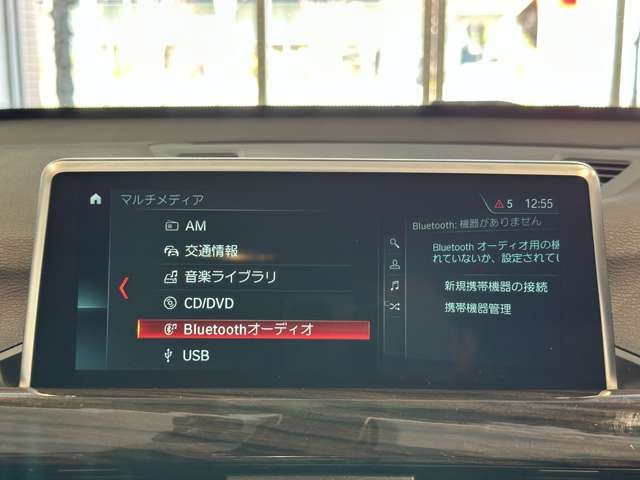 マルチメディア
5 12:55
AM
交通情報
音楽ライブラリ
CD/DVD
Bluetoothオーディオ
USB
Bluetooth: 機器がありません
Bluetooth オーディオ用の
れていないか、設定されてい
新規携帯機器の接続
携帯機器管理